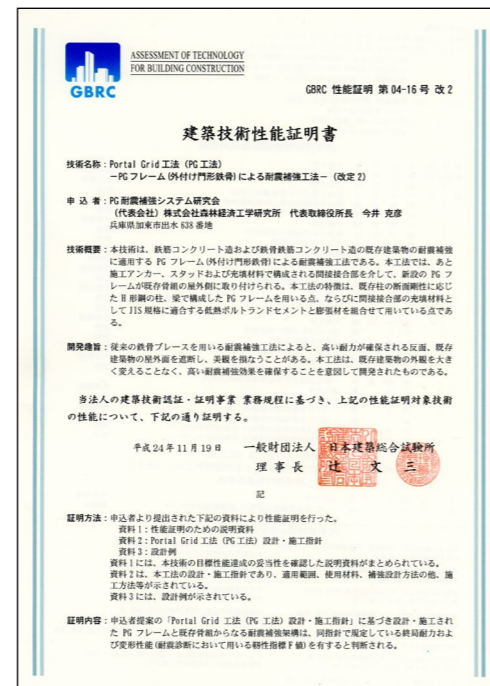 ASSESSMENT OF TECHNOLOGY
FOR BUILDING CONSTRUCTION
GBRC
GBRC 性能証明 第 04-16 号 改 2
建築技術性能証明書
技術名称：Portal Grid 工法（PG 工法）
－PG フレーム(外付け門形鉄骨)による耐震補強工法－（改定 2）
申 込 者：PG 耐震補強システム研究会
（代表会社）株式会社森林経済工学研究所 代表取締役所長 今井 克彦
兵庫県加東市出水 638 番地
技術概要：本技術は、鉄筋コンクリート造および鉄骨鉄筋コンクリート造の既存建築物の耐震補強
に適用する PG フレーム(外付け門形鉄骨)による耐震補強工法である。本工法では、あと
施工アンカー、スタッドおよび充填材料で構成される間接接合部を介して、新設の PG フ
レームが既存骨組の屋外側に取り付けられる。本工法の特徴は、既存柱の断面剛性に応じ
た H 形鋼の柱、梁で構成した PG フレームを用いる点、ならびに間接接合部の充填材料と
して JIS 規格に適合する低熱ポルトランドセメントと膨張材を組合せて用いている点であ
る。
開発趣旨：従来の鉄骨ブレースを用いる耐震補強工法によると、高い耐力が確保される反面、既存
建築物の屋外面を遮断し、美観を損なうことがある。本工法は、既存建築物の外観を大き
く変えることなく、高い耐震補強効果を確保することを意図して開発されたものである。
当法人の建築技術認証・証明事業 業務規程に基づき、上記の性能証明対象技術
の性能について、下記の通り証明する。
平成 24 年 11 月 19 日
一般財団法人 日本建築総合試験所
理 事 長 辻 文 三
記
証明方法：申込者より提出された下記の資料により性能証明を行った。
資料 1：性能証明のための説明資料
資料 2：Portal Grid 工法（PG 工法）設計・施工指針
資料 3：設計例
資料 1 には、本技術の目標性能達成の妥当性を確認した説明資料がまとめられている。
資料 2 は、本工法の設計・施工指針であり、適用範囲、使用材料、補強設計方法の他、施
工方法等が示されている。
資料 3 には、設計例が示されている。
証明内容：申込者提案の「Portal Grid 工法（PG 工法）設計・施工指針」に基づき設計・施工され
た PG フレームと既存骨組からなる耐震補強架構は、同指針で規定している終局耐力およ
び変形性能(耐震診断において用いる靭性指標 F 値)を有すると判断される。